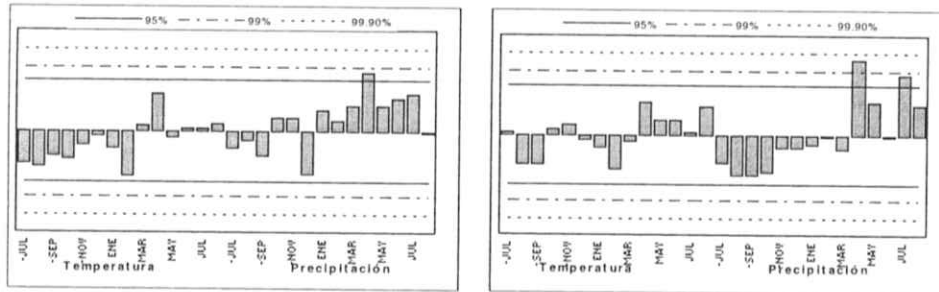 95% 99% 99.90%
-JUL -SEP -NOV ENE MAR MAY JUL -JUL -SEP -NOV ENE MAR MAY JUL
Temperatura Precipitación
95% 99% 99.90%
-JUL -SEP -NOV ENE MAR MAY JUL -JUL -SEP -NOV ENE MAR MAY JUL
Temperatura Precipitación